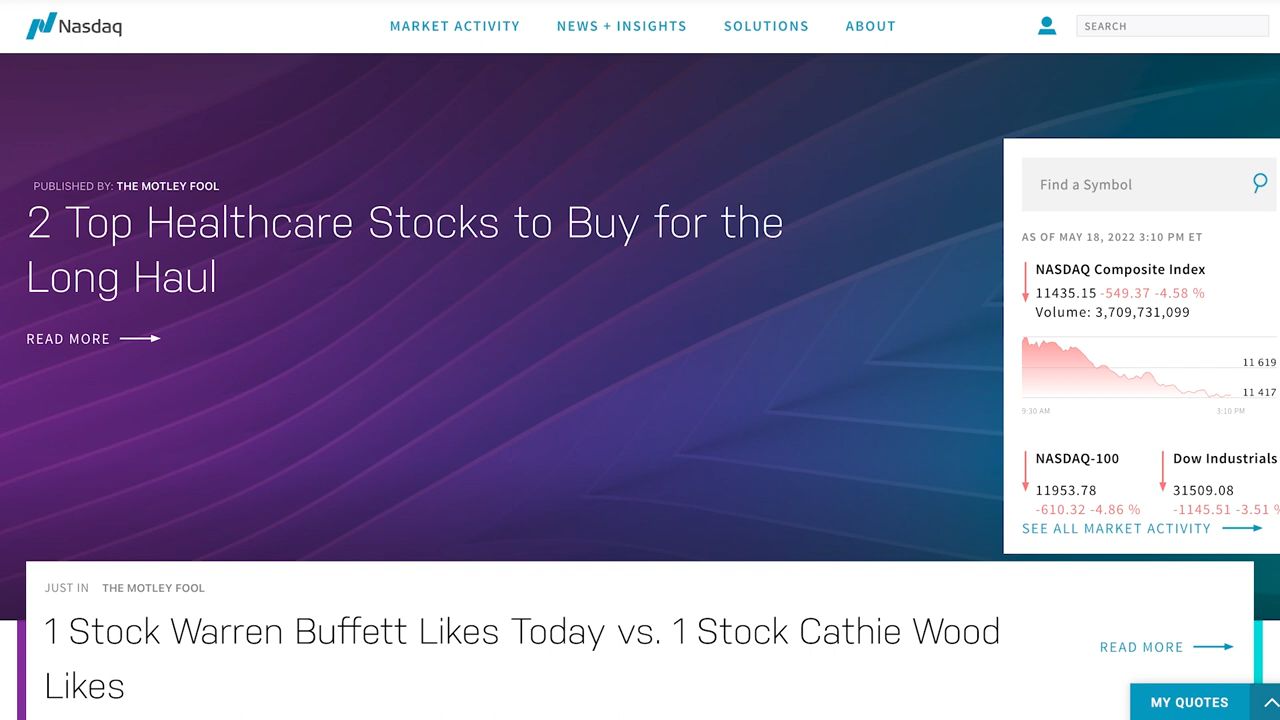 Nasdaq
MARKET ACTIVITY NEWS + INSIGHTS SOLUTIONS ABOUT
SEARCH
PUBLISHED BY: THE MOTLEY FOOL
2 Top Healthcare Stocks to Buy for the
Long Haul
READ MORE
Find a Symbol
AS OF MAY 18, 2022 3:10 PM ET
NASDAQ Composite Index
11435.15 -549.37 -4.58 %
Volume: 3,709,731,099
11 619
11 417
9:30 AM 3:10 PM
NASDAQ-100 Dow Industrials
11953.78 31509.08
-610.32 -4.86 % -1145.51 -3.51 %
SEE ALL MARKET ACTIVITY
JUST IN THE MOTLEY FOOL
1 Stock Warren Buffett Likes Today vs. 1 Stock Cathie Wood
Likes
READ MORE
MY QUOTES